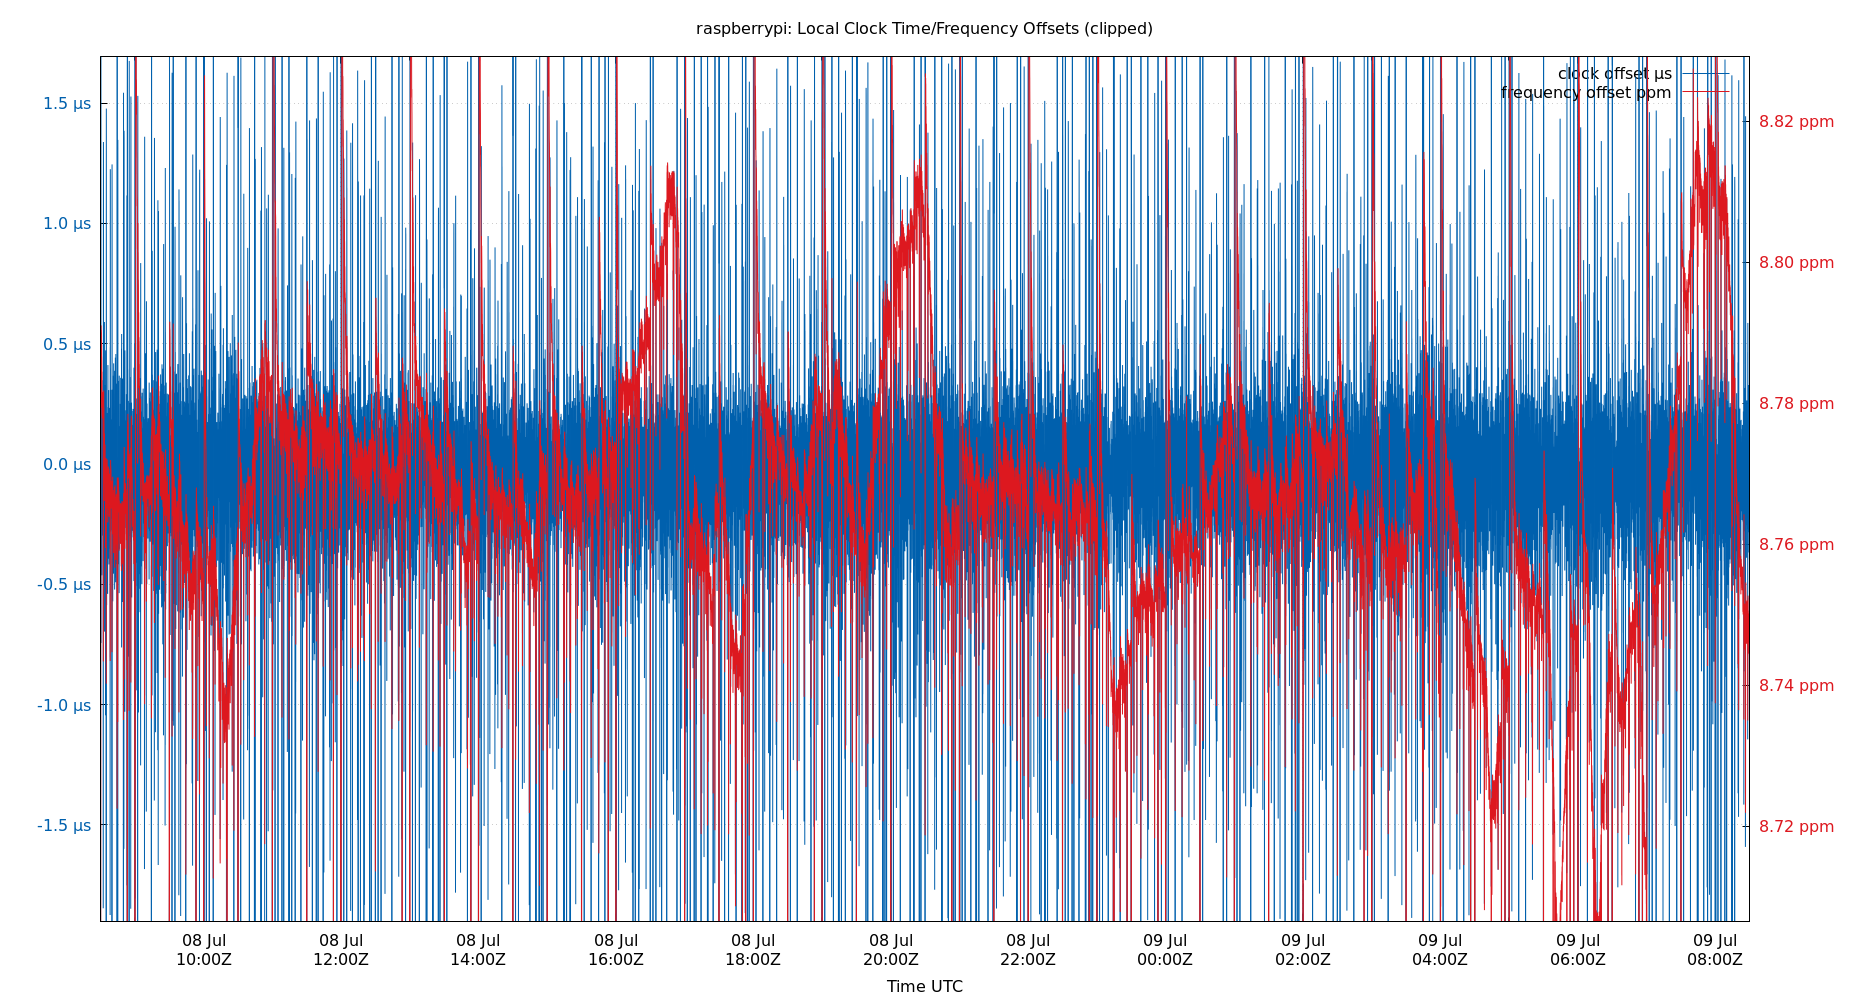 raspberrypi: Local Clock Time/Frequency Offsets (clipped)
clock offset µs
frequency offset ppm
1.5 µs
1.0 µs
0.5 µs
0.0 µs
-0.5 µs
-1.0 µs
-1.5 µs
8.82 ppm
8.80 ppm
8.78 ppm
8.76 ppm
8.74 ppm
8.72 ppm
08 Jul 08 Jul 08 Jul 08 Jul 08 Jul 08 Jul 08 Jul 09 Jul 09 Jul 09 Jul 09 Jul 09 Jul
10:00Z 12:00Z 14:00Z 16:00Z 18:00Z 20:00Z 22:00Z 00:00Z 02:00Z 04:00Z 06:00Z 08:00Z
Time UTC